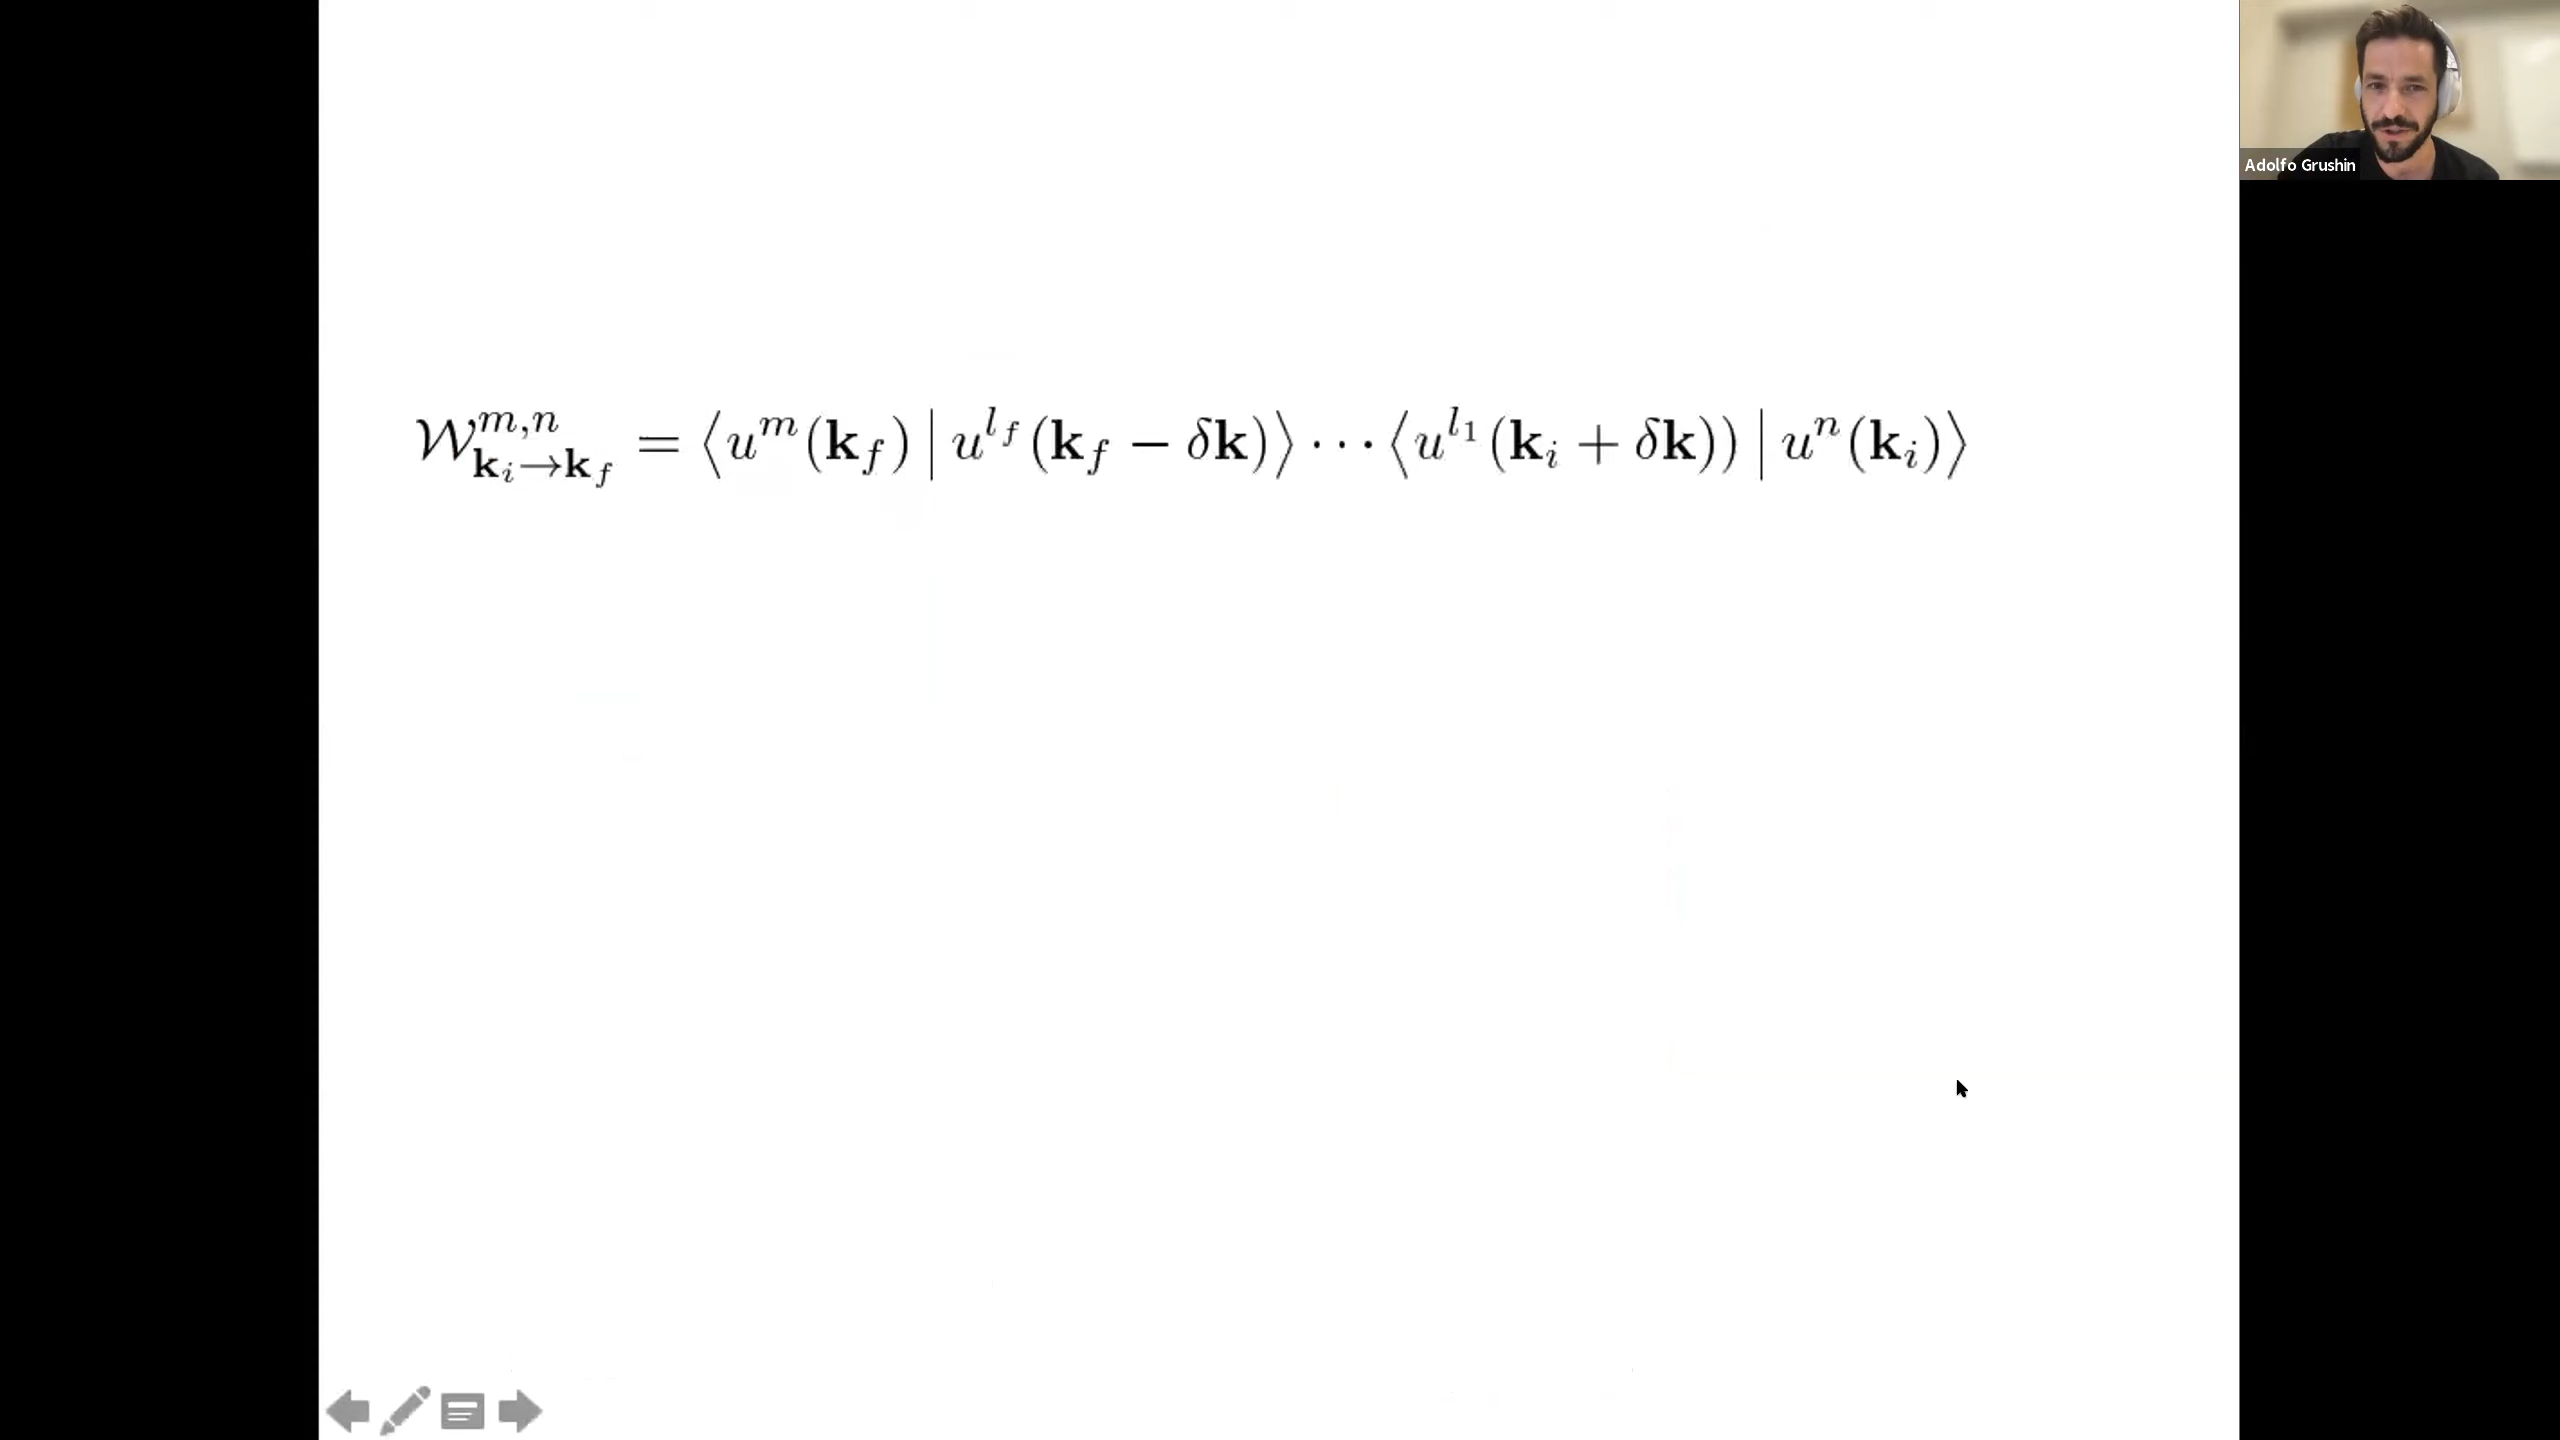 Adolfo Grushin
𝒲^{m,n}_{𝐤_i→𝐤_f} = ⟨u^m(𝐤_f) | u^{l_f}(𝐤_f − δ𝐤)⟩ ⋯ ⟨u^{l_1}(𝐤_i + δ𝐤)) | u^n(𝐤_i)⟩